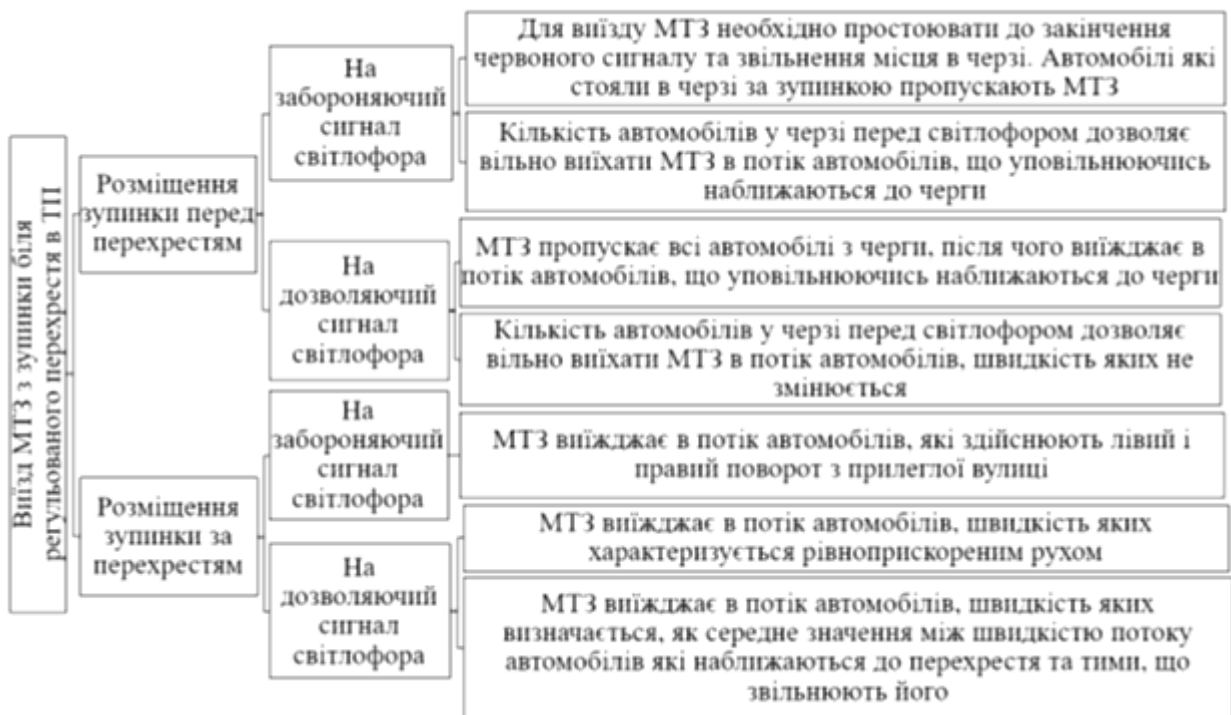 Виїзд МТЗ з зупинки біля
регульованого перехрестя в ТП
Розміщення
зупинки перед
перехрестям
На
забороняючий
сигнал
світлофора
Для виїзду МТЗ необхідно простоювати до закінчення
червоного сигналу та звільнення місця в черзі. Автомобілі які
стояли в черзі за зупинкою пропускають МТЗ
Кількість автомобілів у черзі перед світлофором дозволяє
вільно виїхати МТЗ в потік автомобілів, що уповільнюючись
наближаються до черги
На
дозволяючий
сигнал
світлофора
МТЗ пропускає всі автомобілі з черги, після чого виїжджає в
потік автомобілів, що уповільнюючись наближаються до черги
Кількість автомобілів у черзі перед світлофором дозволяє
вільно виїхати МТЗ в потік автомобілів, швидкість яких не
змінюється
Розміщення
зупинки за
перехрестям
На
забороняючий
сигнал
світлофора
МТЗ виїжджає в потік автомобілів, які здійснюють лівий і
правий поворот з прилеглої вулиці
На
дозволяючий
сигнал
світлофора
МТЗ виїжджає в потік автомобілів, швидкість яких
характеризується рівноприскореним рухом
МТЗ виїжджає в потік автомобілів, швидкість яких
визначається, як середне значення між швидкістю потоку
автомобілів які наближаються до перехрестя та тими, що
звільнюють його